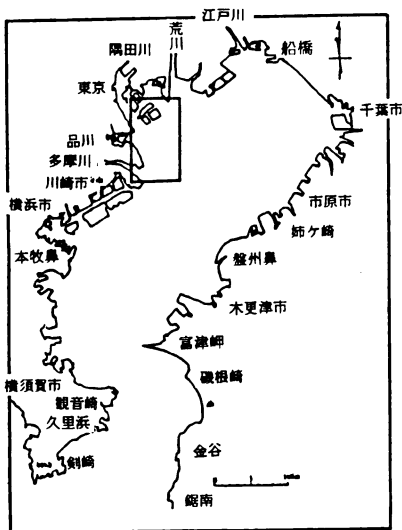 江戸川
荒川
隅田川
船橋
東京
千葉市
品川
多摩川
川崎市
横浜市
市原市
姉ケ崎
本牧鼻
盤州鼻
木更津市
富津岬
磯根崎
横須賀市
観音崎
久里浜
金谷
剣崎
鋸南